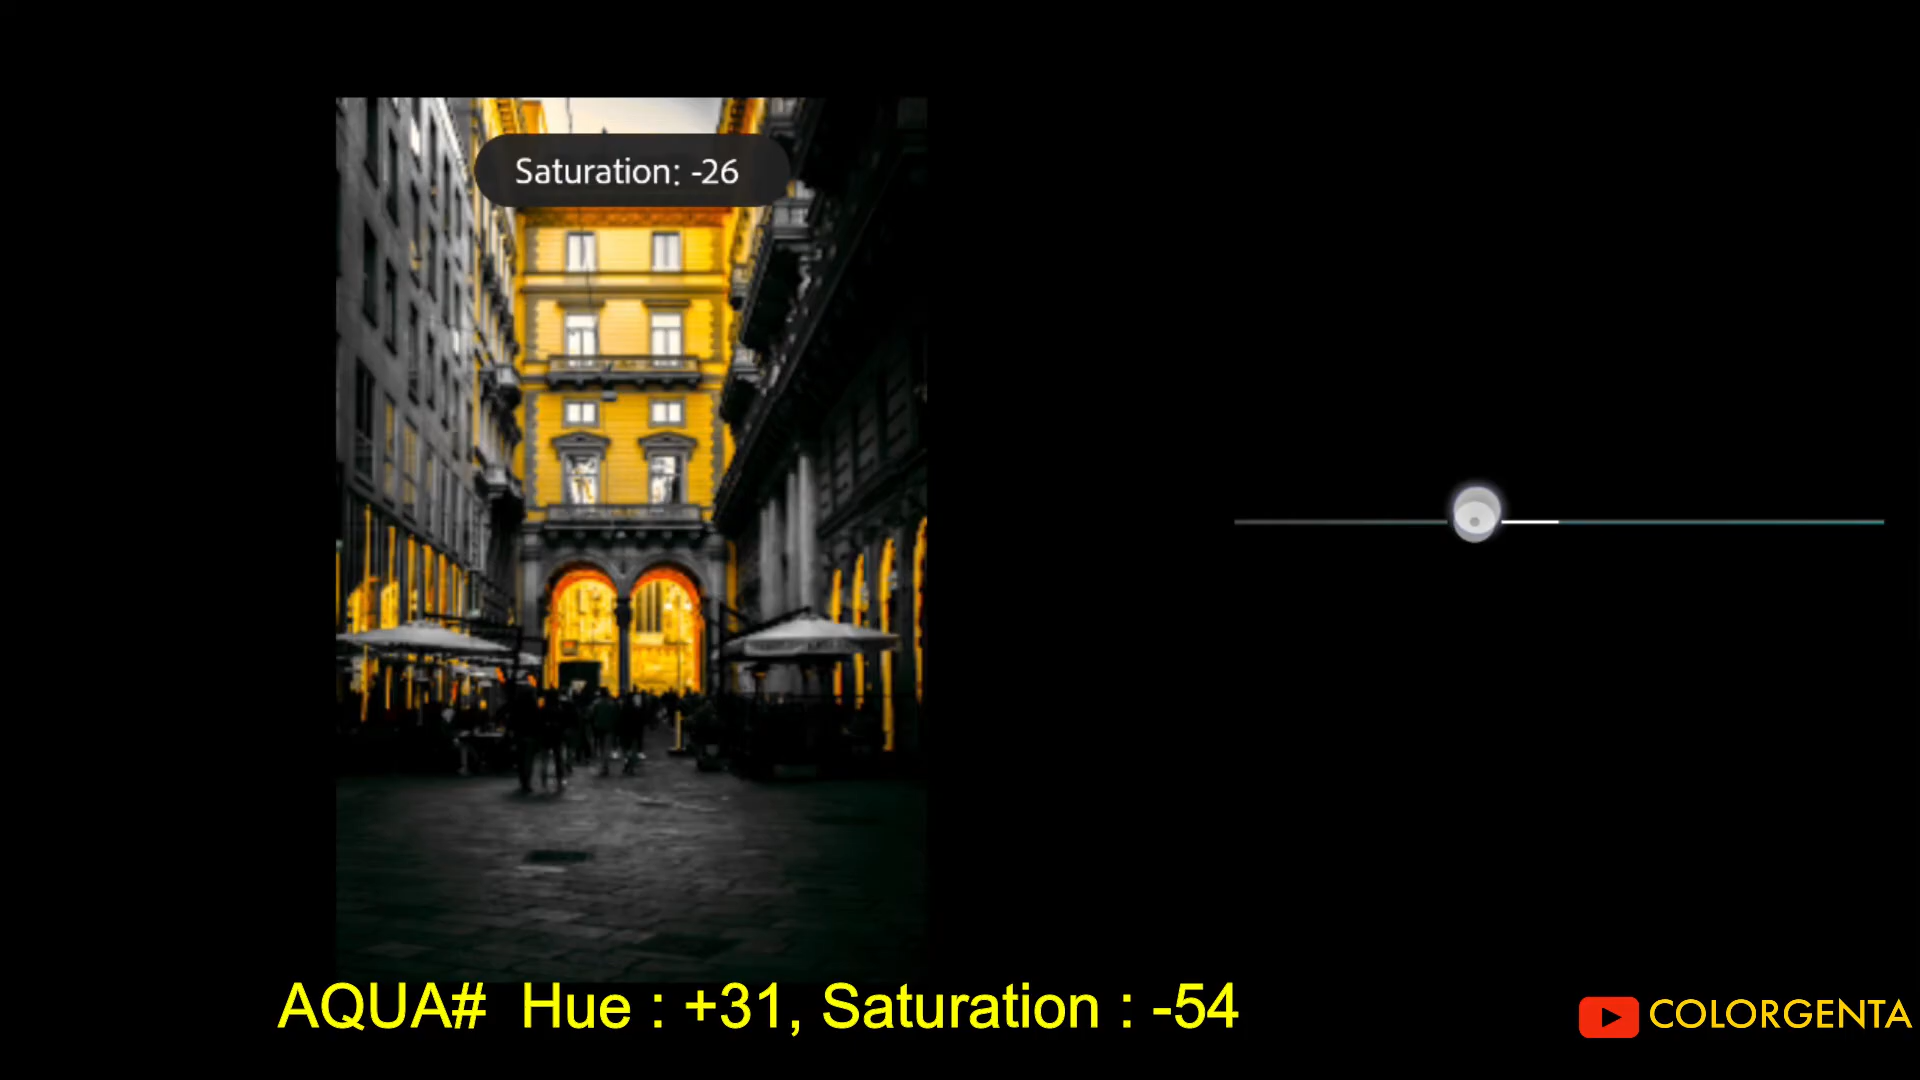 Saturation: -26
AQUA# Hue : +31, Saturation : -54
COLORGENTA